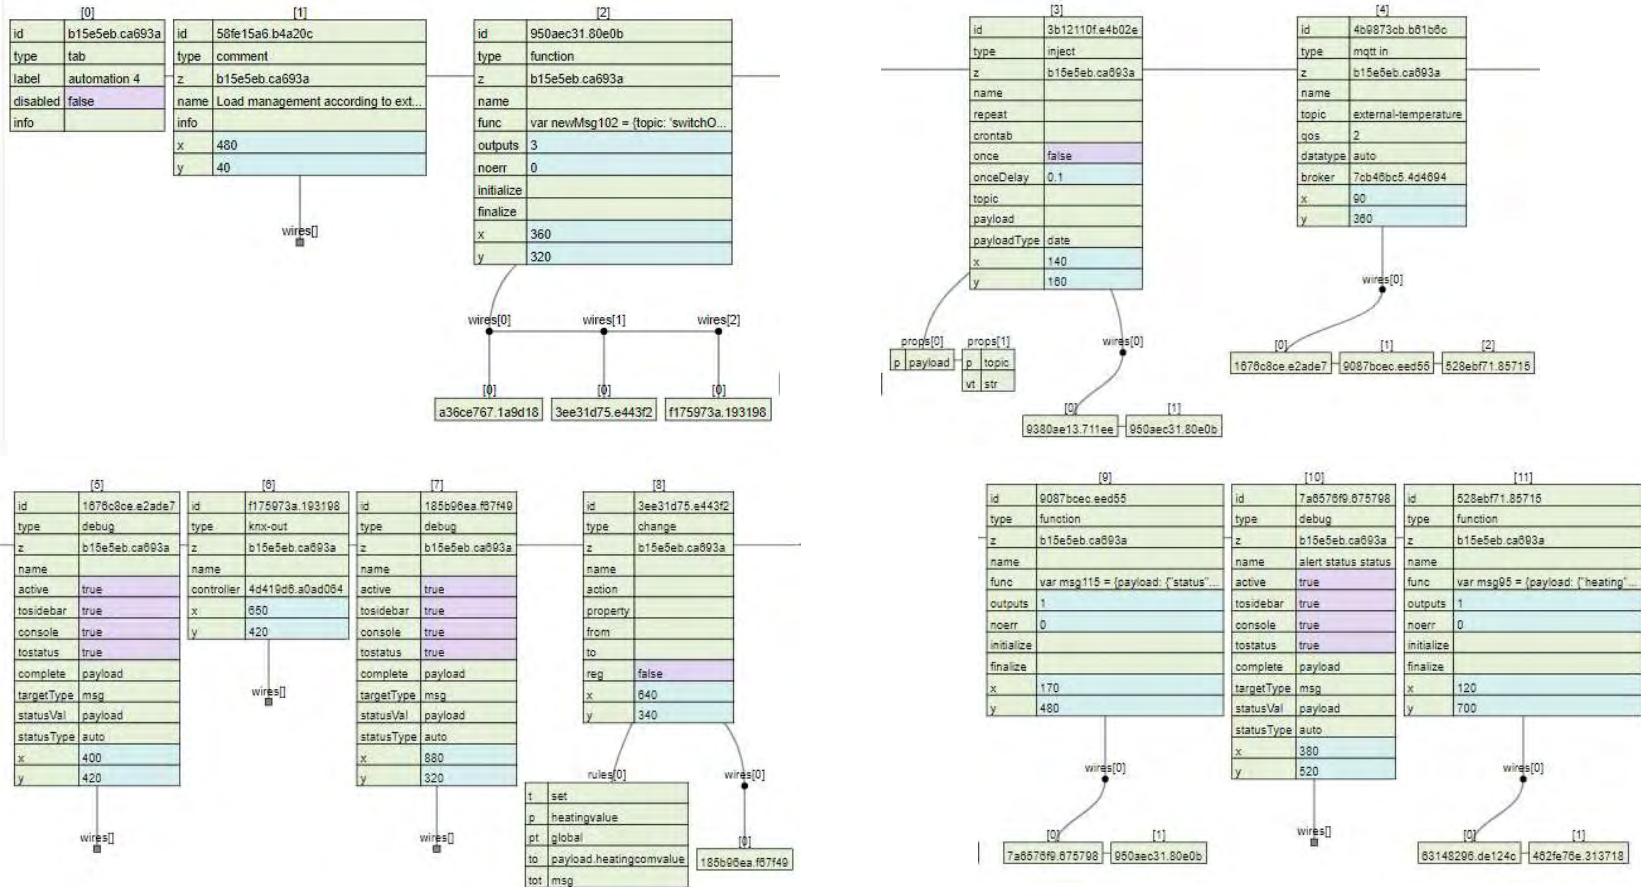 [0]
id b15e5eb.ca693a
type tab
label automation 4
disabled false
info
[1]
id 58fe15a6.b4a20c
type comment
z b15e5eb.ca693a
name Load management according to ext...
info
x 480
y 40
wires[]
[2]
id 950aec31.80e0b
type function
z b15e5eb.ca693a
name
func var newMsg102 = {topic: 'switchO...
outputs 3
noerr 0
initialize
finalize
x 360
y 320
wires[0] wires[1] wires[2]
[0] [0] [0]
a36ce767.1a9d18 3ee31d75.e443f2 f175973a.193198
[3]
id 3b12110f.e4b02e
type inject
z b15e5eb.ca693a
name
repeat
crontab
once false
onceDelay 0.1
topic
payload
payloadType date
x 140
y 160
props[0] props[1]
p payload p topic
vt str
wires[0]
[0] [1]
9380ae13.711ee 950aec31.80e0b
[4]
id 4b9873cb.b61b6c
type mqtt in
z b15e5eb.ca693a
name
topic external-temperature
qos 2
datatype auto
broker 7cb46bc5.4d4694
x 90
y 360
wires[0]
[0] [1] [2]
1676c8ce.e2ade7 9087bcec.eed55 528ebf71.85715
[5]
id 1676c8ce.e2ade7
type debug
z b15e5eb.ca693a
name
active true
tosidebar true
console true
tostatus true
complete payload
targetType msg
statusVal payload
statusType auto
x 400
y 420
wires[]
[6]
id f175973a.193198
type knx-out
z b15e5eb.ca693a
name
controller 4d419d6.a0ad064
x 650
y 420
wires[]
[7]
id 185b96ea.f67f49
type debug
z b15e5eb.ca693a
name
active true
tosidebar true
console true
tostatus true
complete payload
targetType msg
statusVal payload
statusType auto
x 880
y 320
wires[]
[8]
id 3ee31d75.e443f2
type change
z b15e5eb.ca693a
name
action
property
from
to
reg false
x 640
y 340
rules[0] wires[0]
t set
p heatingvalue
pt global
to payload.heatingcomvalue
tot msg
[0]
185b96ea.f67f49
[9]
id 9087bcec.eed55
type function
z b15e5eb.ca693a
name
func var msg115 = {payload: {"status"...
outputs 1
noerr 0
initialize
finalize
x 170
y 480
wires[0]
[0] [1]
7a6576f9.675798 950aec31.80e0b
[10]
id 7a6576f9.675798
type debug
z b15e5eb.ca693a
name alert status status
active true
tosidebar true
console true
tostatus true
complete payload
targetType msg
statusVal payload
statusType auto
x 380
y 520
wires[]
[11]
id 528ebf71.85715
type function
z b15e5eb.ca693a
name
func var msg95 = {payload: {"heating"...
outputs 1
noerr 0
initialize
finalize
x 120
y 700
wires[0]
[0] [1]
63148296.de124c 462fe76e.313718